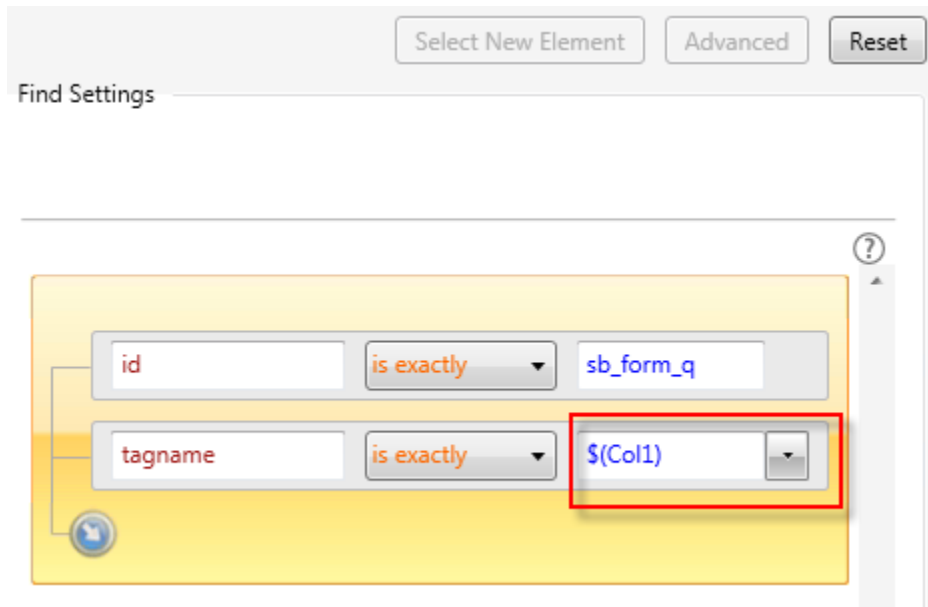 Select New Element Advanced Reset
Find Settings
?
id is exactly sb_form_q
tagname is exactly $(Col1)